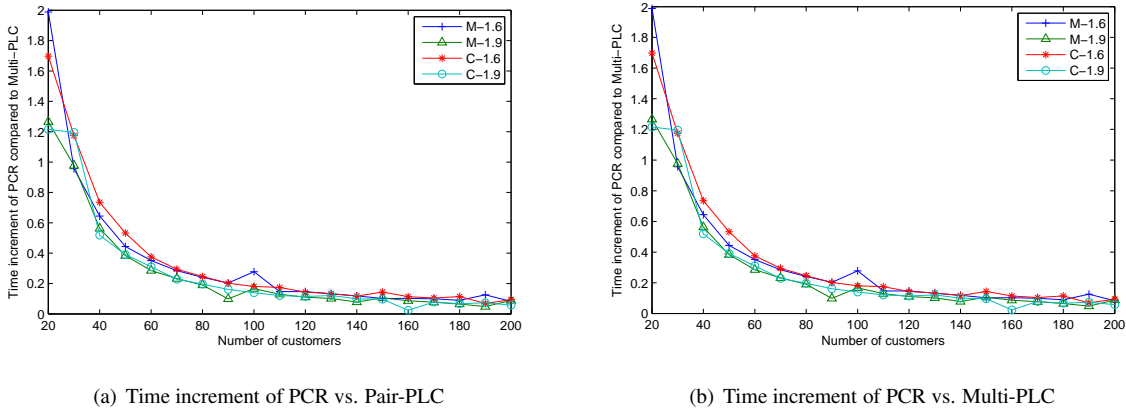 Time increment of PCR compared to Multi−PLC
2
1.8
1.6
1.4
1.2
1
0.8
0.6
0.4
0.2
0
20 40 60 80 100 120 140 160 180 200
Number of customers
M−1.6
M−1.9
C−1.6
C−1.9
(a) Time increment of PCR vs. Pair-PLC
Time increment of PCR compared to Multi−PLC
2
1.8
1.6
1.4
1.2
1
0.8
0.6
0.4
0.2
0
20 40 60 80 100 120 140 160 180 200
Number of customers
M−1.6
M−1.9
C−1.6
C−1.9
(b) Time increment of PCR vs. Multi-PLC